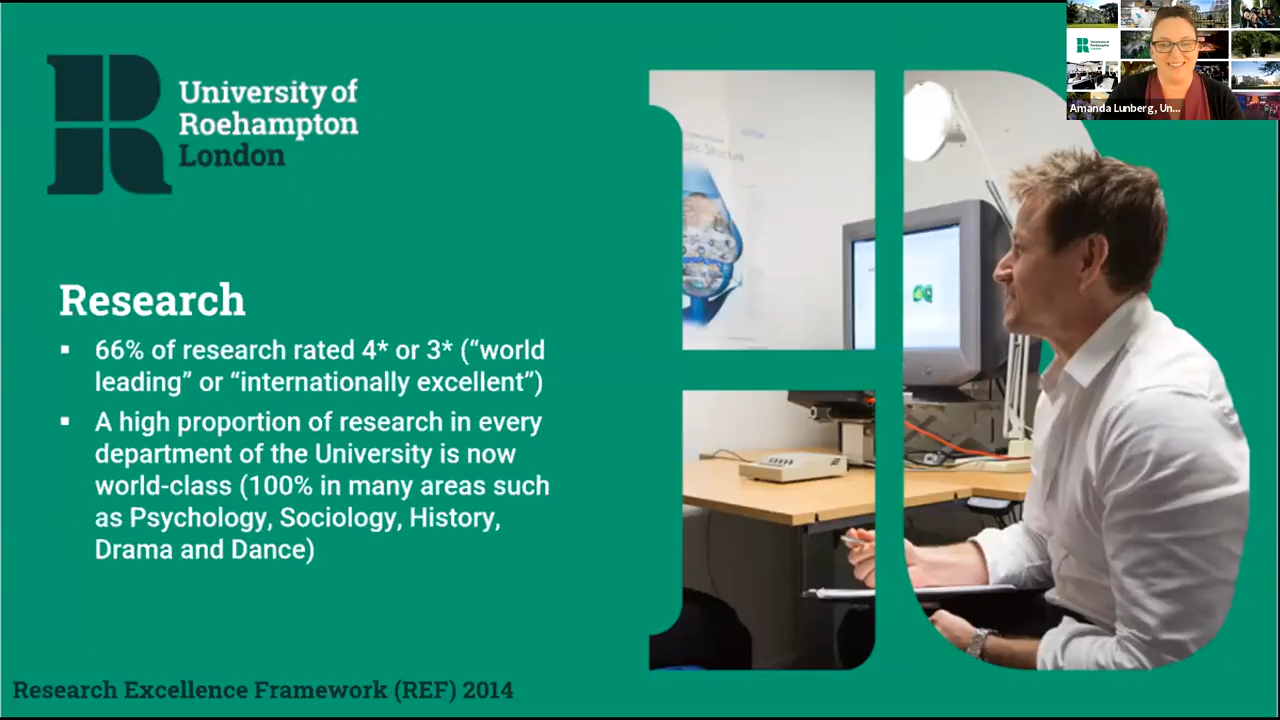 University of
Roehampton
London
Amanda Lunberg, Un...
Research
▪ 66% of research rated 4* or 3* (“world
leading” or “internationally excellent”)
▪ A high proportion of research in every
department of the University is now
world-class (100% in many areas such
as Psychology, Sociology, History,
Drama and Dance)
Research Excellence Framework (REF) 2014